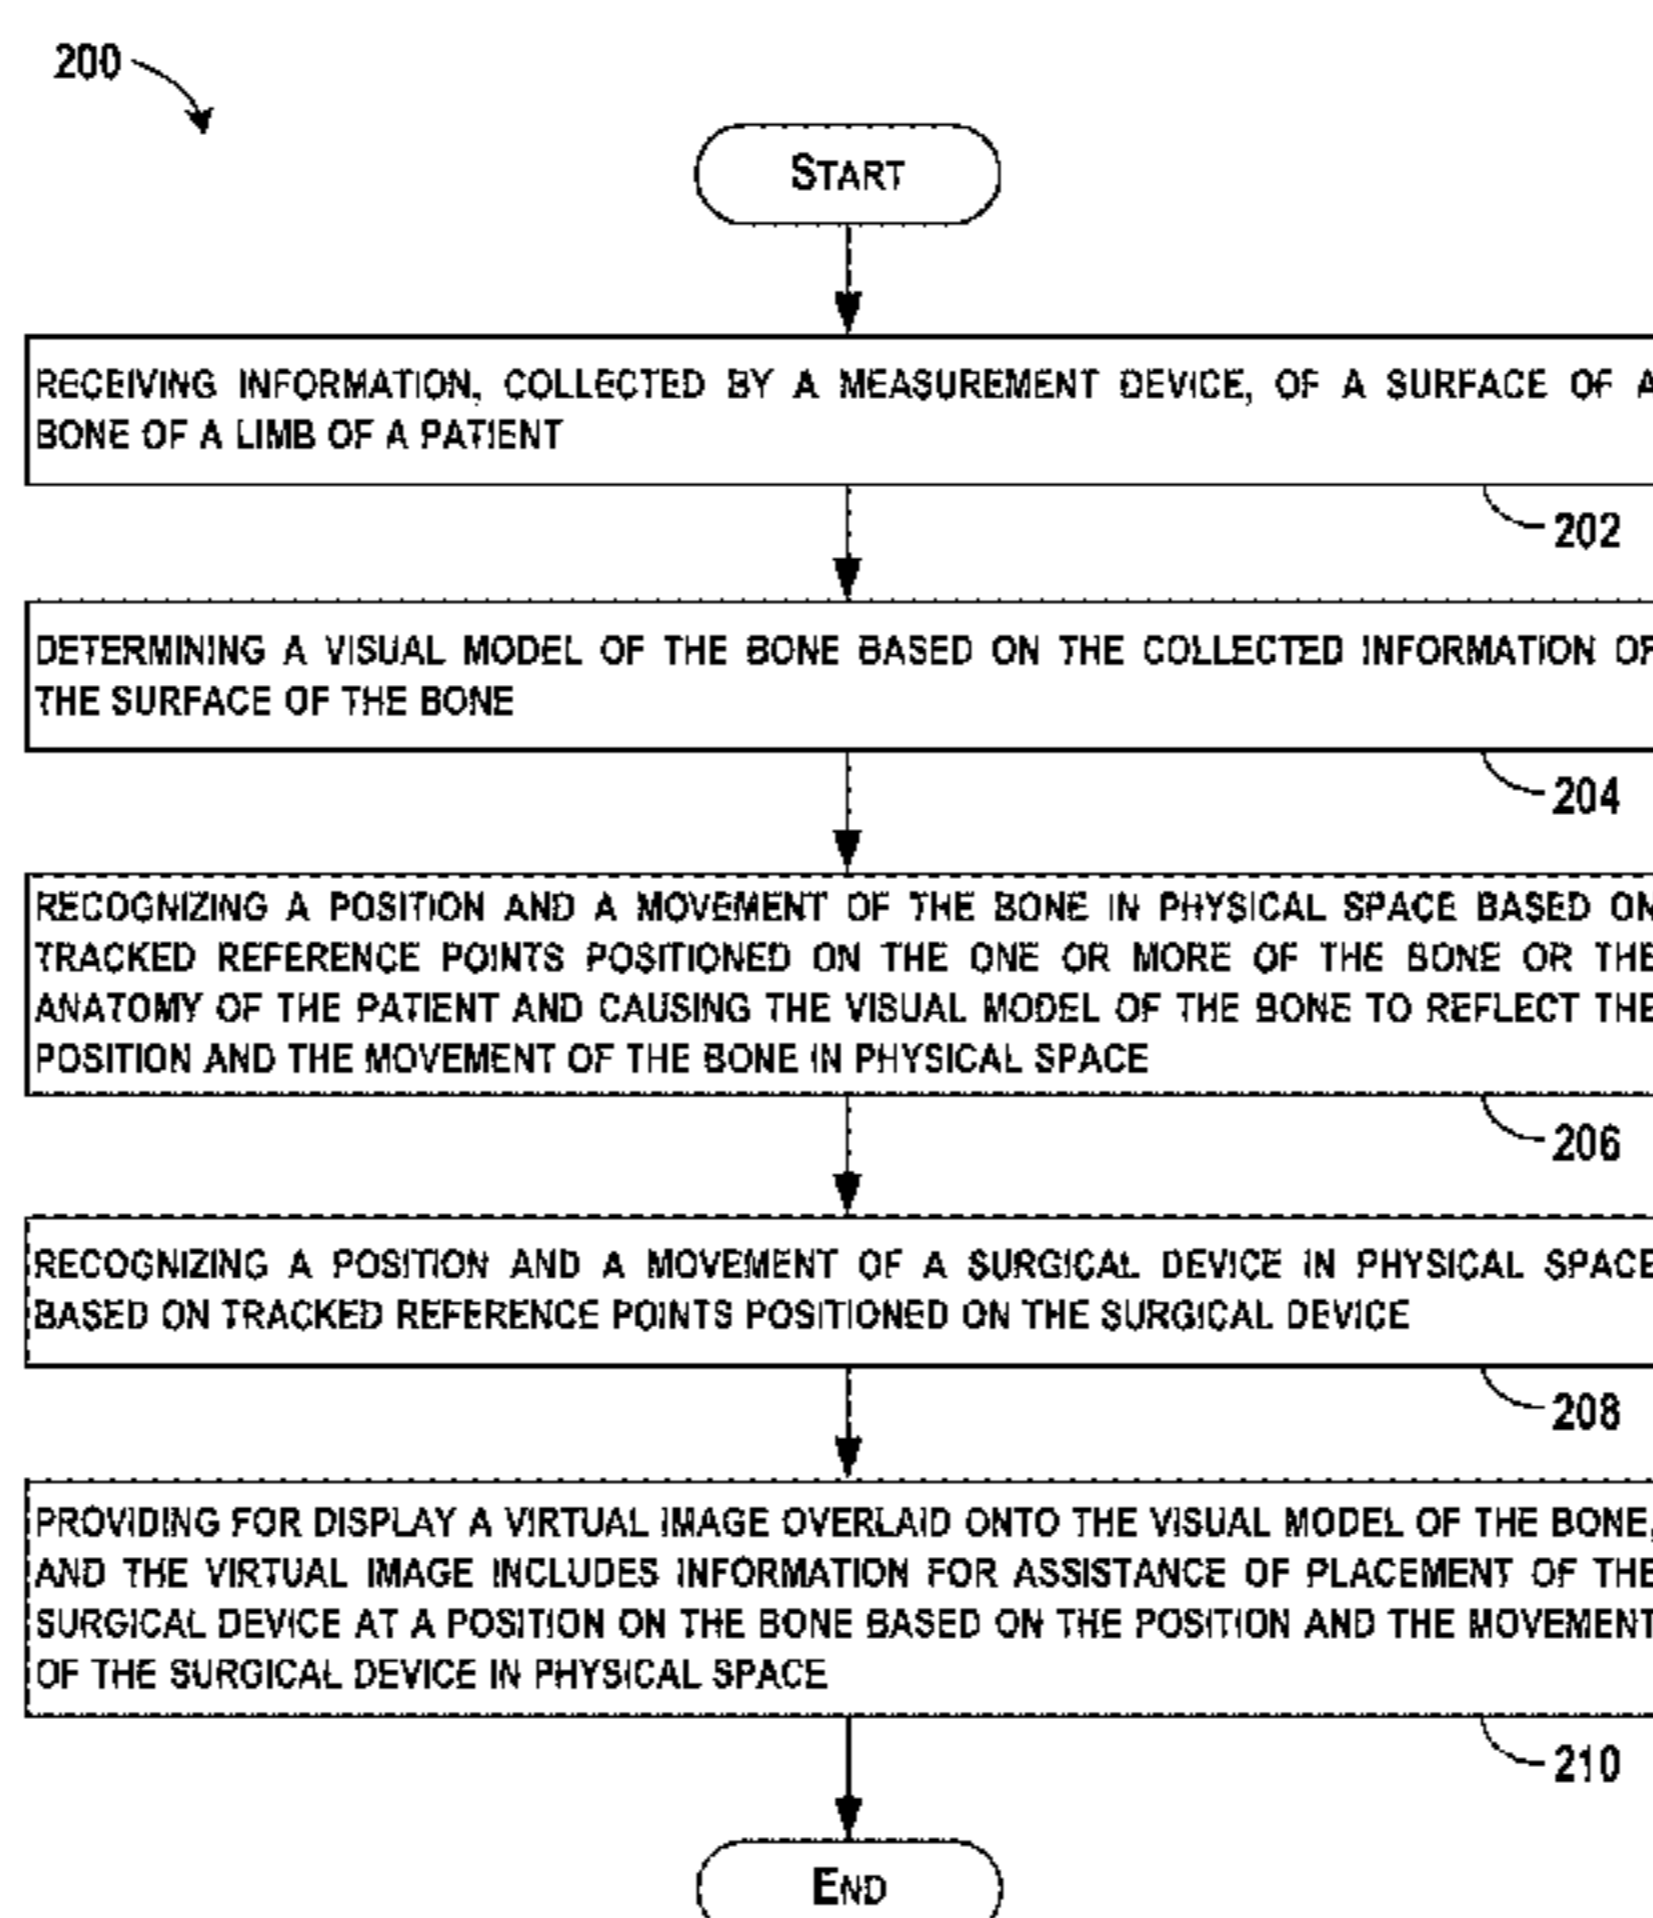 200
START
RECEIVING INFORMATION, COLLECTED BY A MEASUREMENT DEVICE, OF A SURFACE OF A
BONE OF A LIMB OF A PATIENT
202
DETERMINING A VISUAL MODEL OF THE BONE BASED ON THE COLLECTED INFORMATION OF
THE SURFACE OF THE BONE
204
RECOGNIZING A POSITION AND A MOVEMENT OF THE BONE IN PHYSICAL SPACE BASED ON
TRACKED REFERENCE POINTS POSITIONED ON THE ONE OR MORE OF THE BONE OR THE
ANATOMY OF THE PATIENT AND CAUSING THE VISUAL MODEL OF THE BONE TO REFLECT THE
POSITION AND THE MOVEMENT OF THE BONE IN PHYSICAL SPACE
206
RECOGNIZING A POSITION AND A MOVEMENT OF A SURGICAL DEVICE IN PHYSICAL SPACE
BASED ON TRACKED REFERENCE POINTS POSITIONED ON THE SURGICAL DEVICE
208
PROVIDING FOR DISPLAY A VIRTUAL IMAGE OVERLAID ONTO THE VISUAL MODEL OF THE BONE,
AND THE VIRTUAL IMAGE INCLUDES INFORMATION FOR ASSISTANCE OF PLACEMENT OF THE
SURGICAL DEVICE AT A POSITION ON THE BONE BASED ON THE POSITION AND THE MOVEMENT
OF THE SURGICAL DEVICE IN PHYSICAL SPACE
210
END